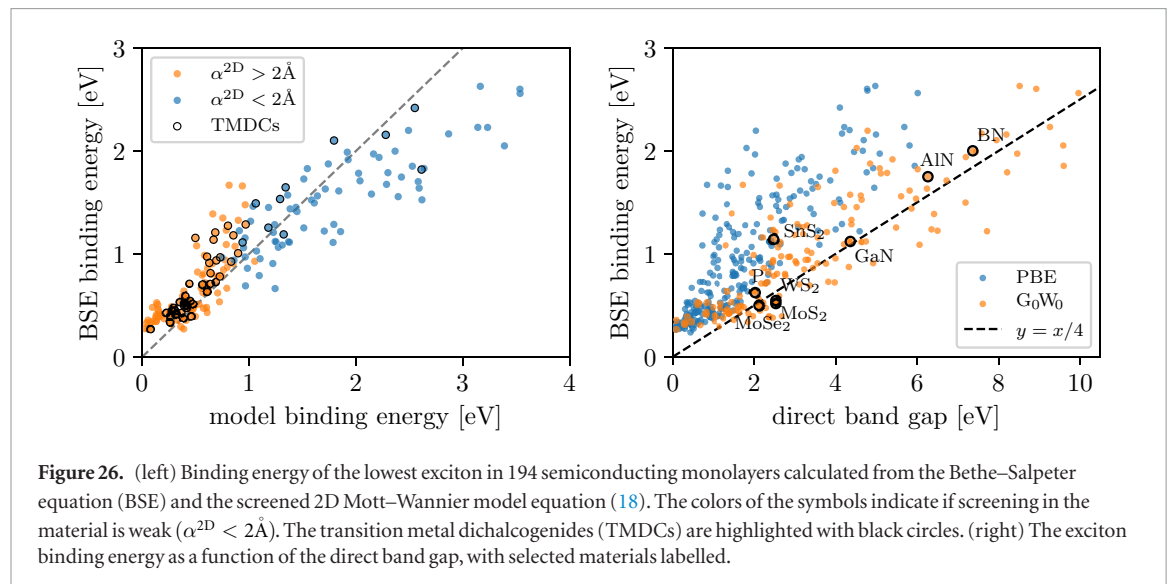 3
2
1
0
BSE binding energy [eV]
α²ᴰ > 2Å
α²ᴰ < 2Å
TMDCs
0 1 2 3 4
model binding energy [eV]
3
2
1
0
BSE binding energy [eV]
BN
AlN
SnS₂
GaN
P
WS₂
MoS₂
MoSe₂
PBE
G₀W₀
y = x/4
0 2 4 6 8 10
direct band gap [eV]
Figure 26. (left) Binding energy of the lowest exciton in 194 semiconducting monolayers calculated from the Bethe–Salpeter
equation (BSE) and the screened 2D Mott–Wannier model equation (18). The colors of the symbols indicate if screening in the
material is weak (α²ᴰ < 2Å). The transition metal dichalcogenides (TMDCs) are highlighted with black circles. (right) The exciton
binding energy as a function of the direct band gap, with selected materials labelled.